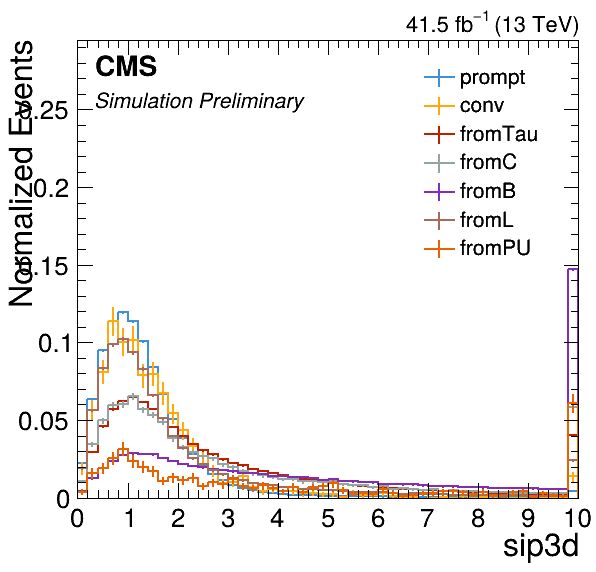 41.5 fb⁻¹ (13 TeV)
CMS
Simulation Preliminary
prompt
conv
fromTau
fromC
fromB
fromL
fromPU
Normalized Events
0.25
0.2
0.15
0.1
0.05
0
0 1 2 3 4 5 6 7 8 9 10
sip3d